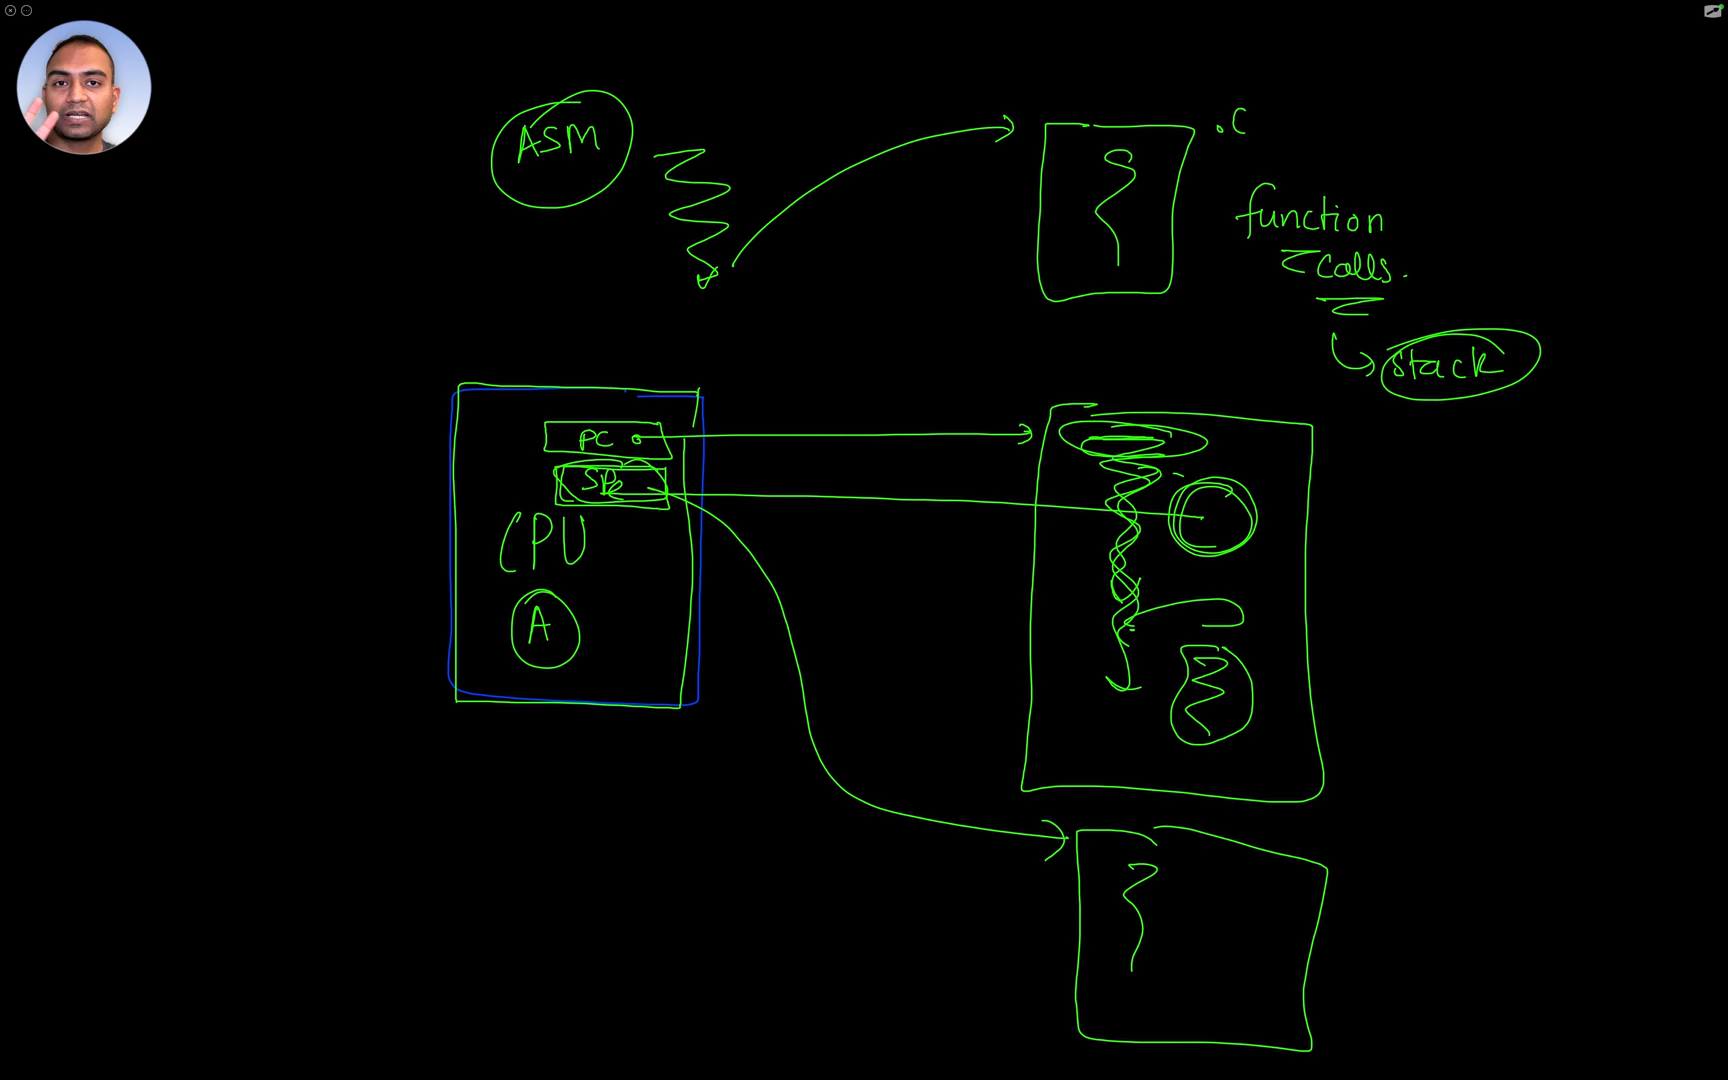 ASM
.C
function
calls.
stack
PC
SP
CPU
A